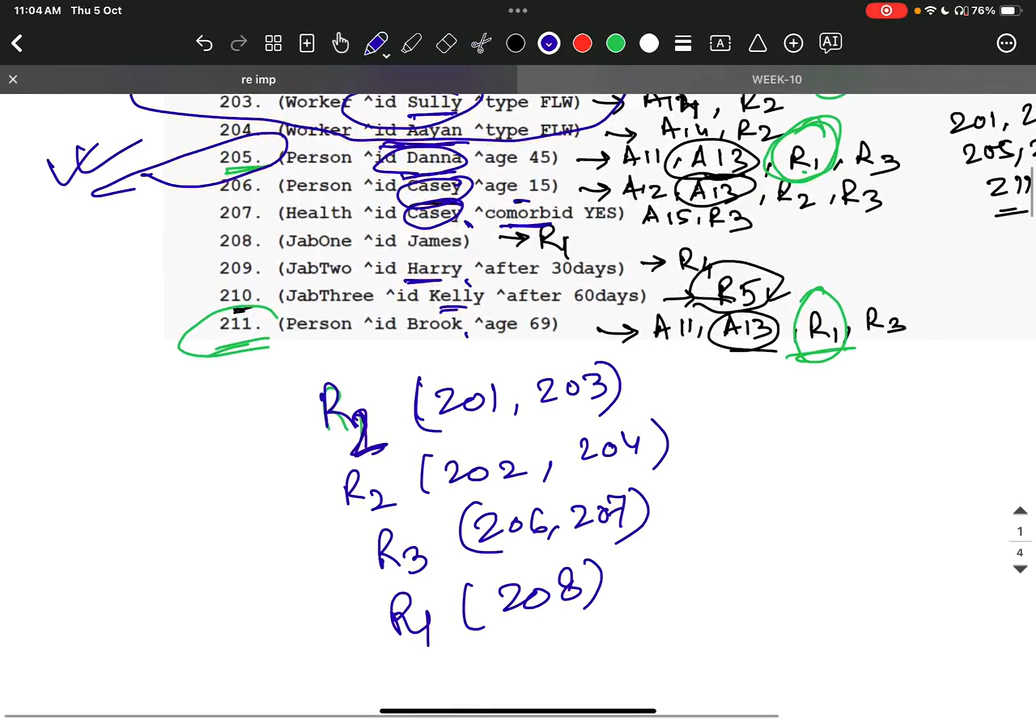 11:04 AM Thu 5 Oct
76%
A
AI
re imp
WEEK-10
203. (Worker ^id Sully ^type FLW) → A14, R2
204. (Worker ^id Aayan ^type FLW) → A14, R2
205. (Person ^id Danna ^age 45) → A11, A13, R1, R3
206. (Person ^id Casey ^age 15) → A12, A13, R2, R3
207. (Health ^id Casey ^comorbid YES) A15, R3
208. (JabOne ^id James) → R4
209. (JabTwo ^id Harry ^after 30days) → R4
210. (JabThree ^id Kelly ^after 60days) → R5
211. (Person ^id Brook ^age 69) → A11, A13, R1, R3
201, 2
205,
211
R2 (201, 203)
R2 (202, 204)
R3 (206, 207)
R4 (208)
1
4